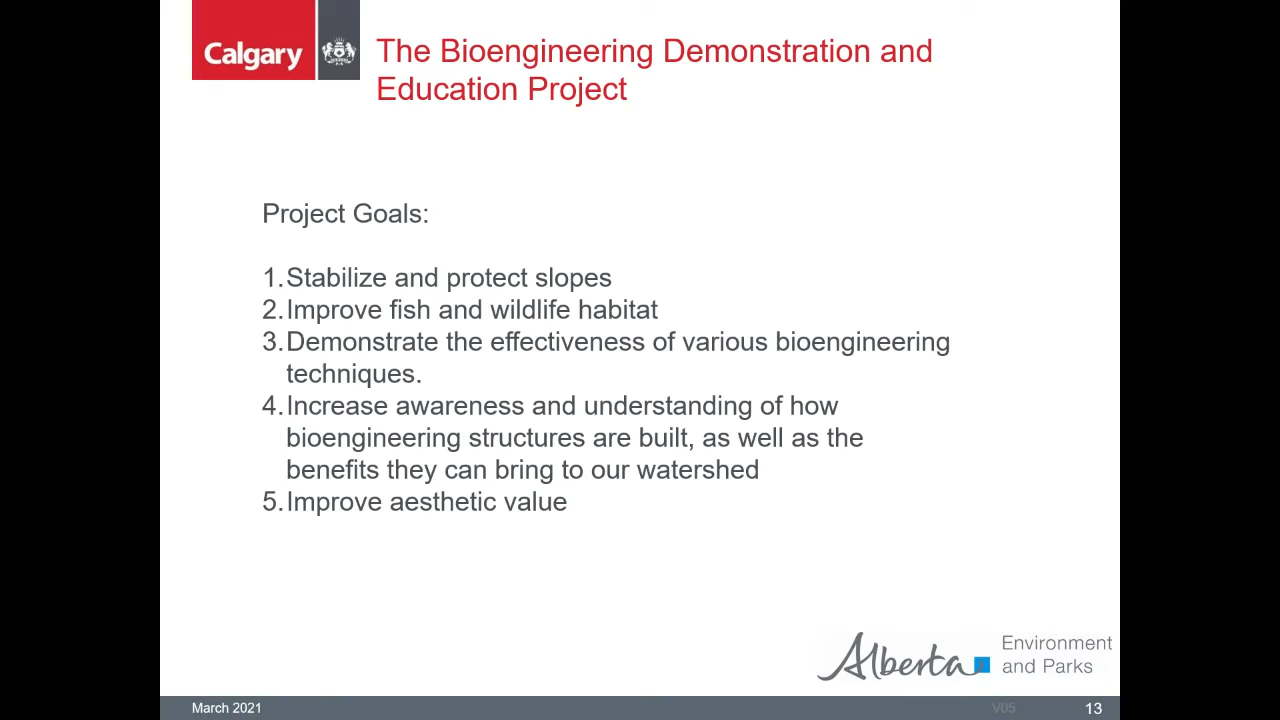 Calgary
The Bioengineering Demonstration and
Education Project
Project Goals:
1. Stabilize and protect slopes
2. Improve fish and wildlife habitat
3. Demonstrate the effectiveness of various bioengineering
techniques.
4. Increase awareness and understanding of how
bioengineering structures are built, as well as the
benefits they can bring to our watershed
5. Improve aesthetic value
Alberta
Environment
and Parks
March 2021
V05
13